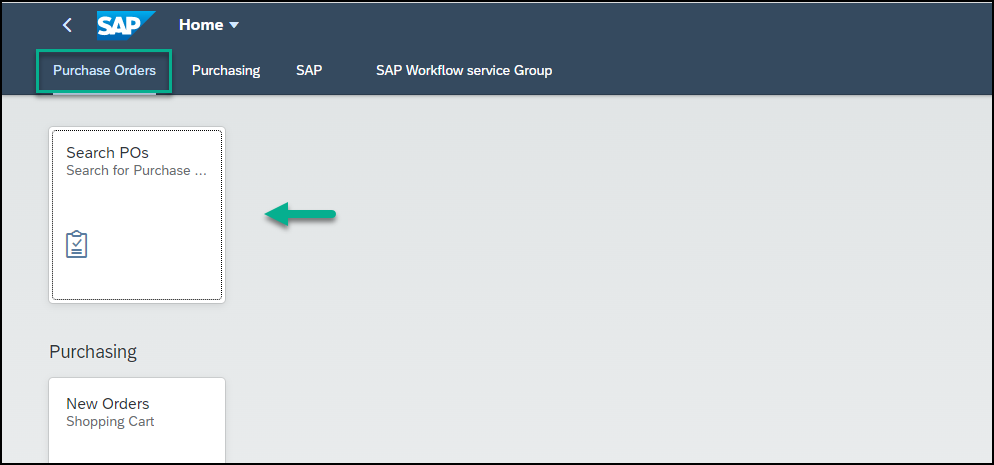 SAP Home
Purchase Orders Purchasing SAP SAP Workflow service Group
Search POs
Search for Purchase ...
Purchasing
New Orders
Shopping Cart